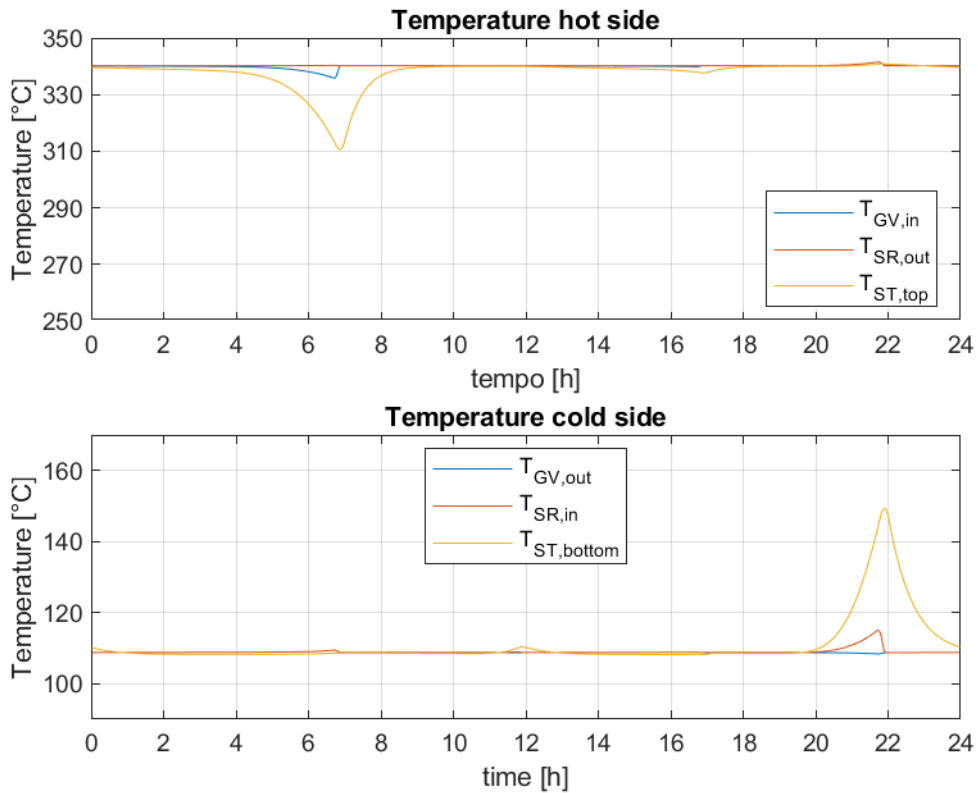 Temperature hot side
Temperature [°C]
350
330
310
290
270
250
T_GV,in
T_SR,out
T_ST,top
0 2 4 6 8 10 12 14 16 18 20 22 24
tempo [h]
Temperature cold side
Temperature [°C]
160
140
120
100
T_GV,out
T_SR,in
T_ST,bottom
0 2 4 6 8 10 12 14 16 18 20 22 24
time [h]